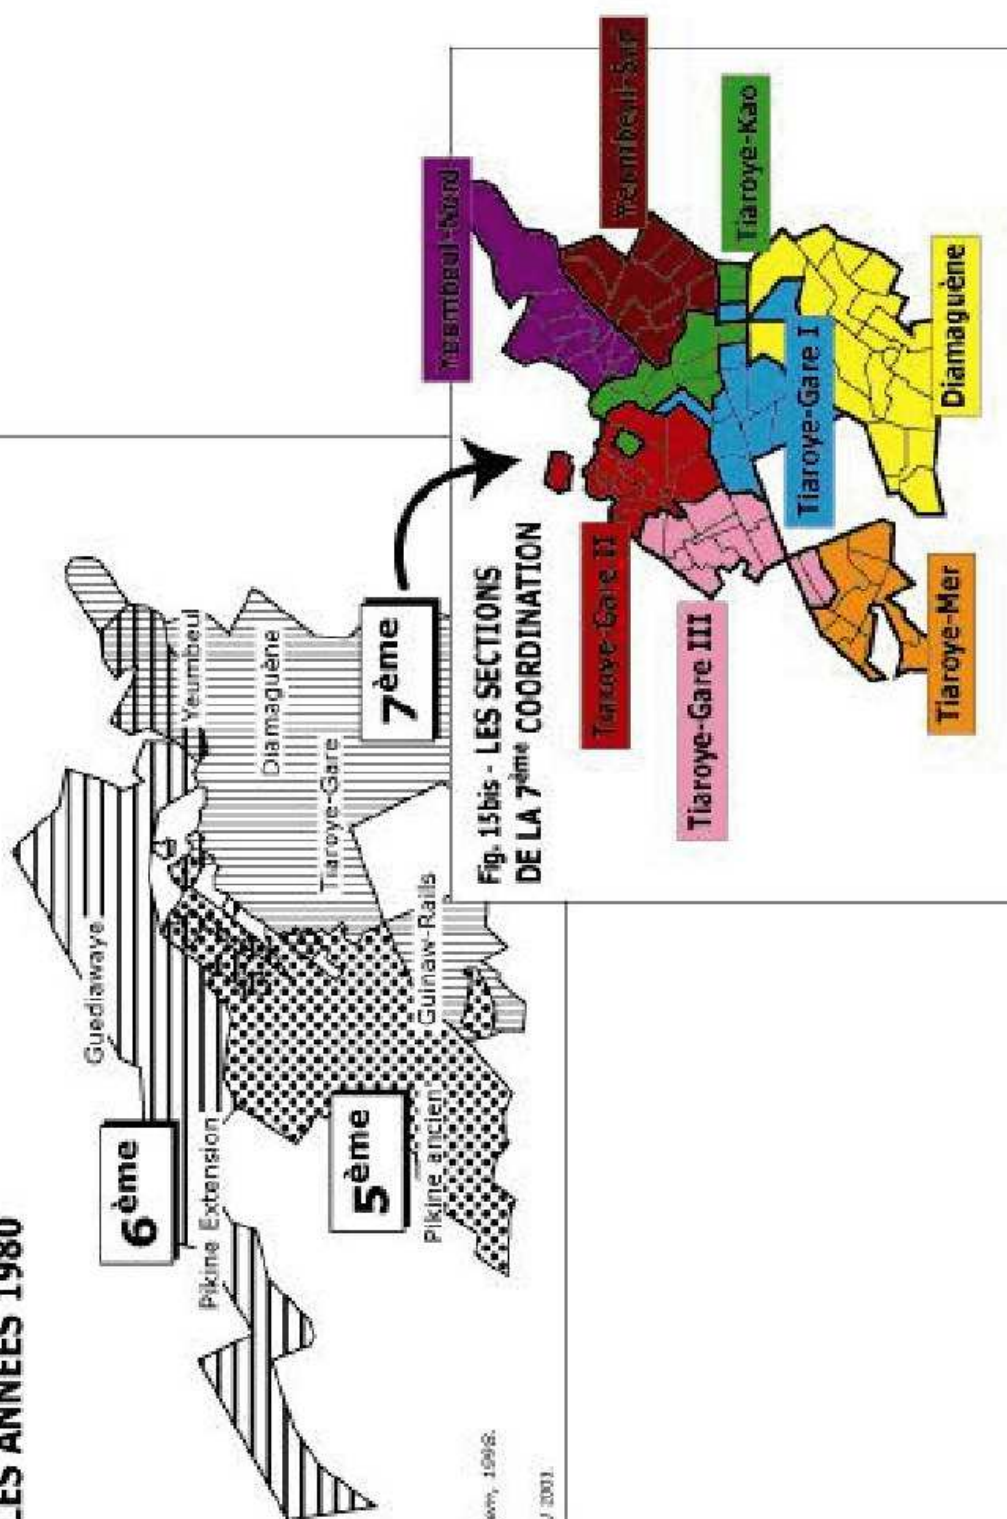 LES ANNÉES 1980
Guediawaye
6ème
Pikine Extension
Yeumbeul
Diamaguène
Tiaroye-Gare
5ème
7ème
Guinaw-Rails
Pikine ancien
1998.
2001.
Fig. 15bis - LES SECTIONS
DE LA 7ème COORDINATION
Yeumbeul-Nord
Yeumbeul-Sud
Tiaroye-Kao
Tiaroye-Gare II
Tiaroye-Gare III
Tiaroye-Gare I
Diamaguène
Tiaroye-Mer